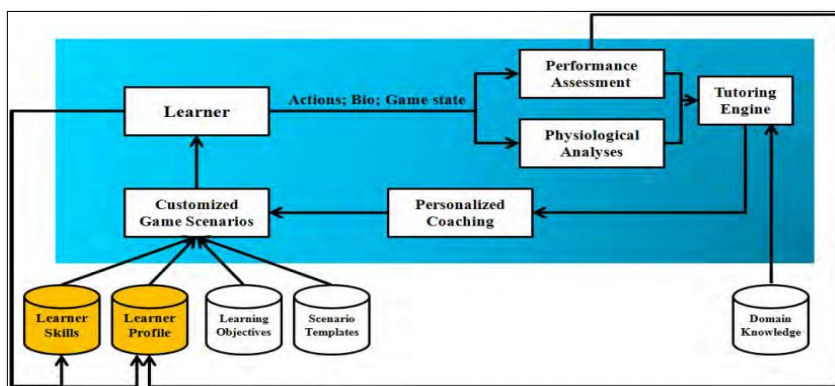 Performance
Assessment
Tutoring
Engine
Learner
Actions; Bio; Game state
Physiological
Analyses
Customized
Game Scenarios
Personalized
Coaching
Learner
Skills
Learner
Profile
Learning
Objectives
Scenario
Templates
Domain
Knowledge